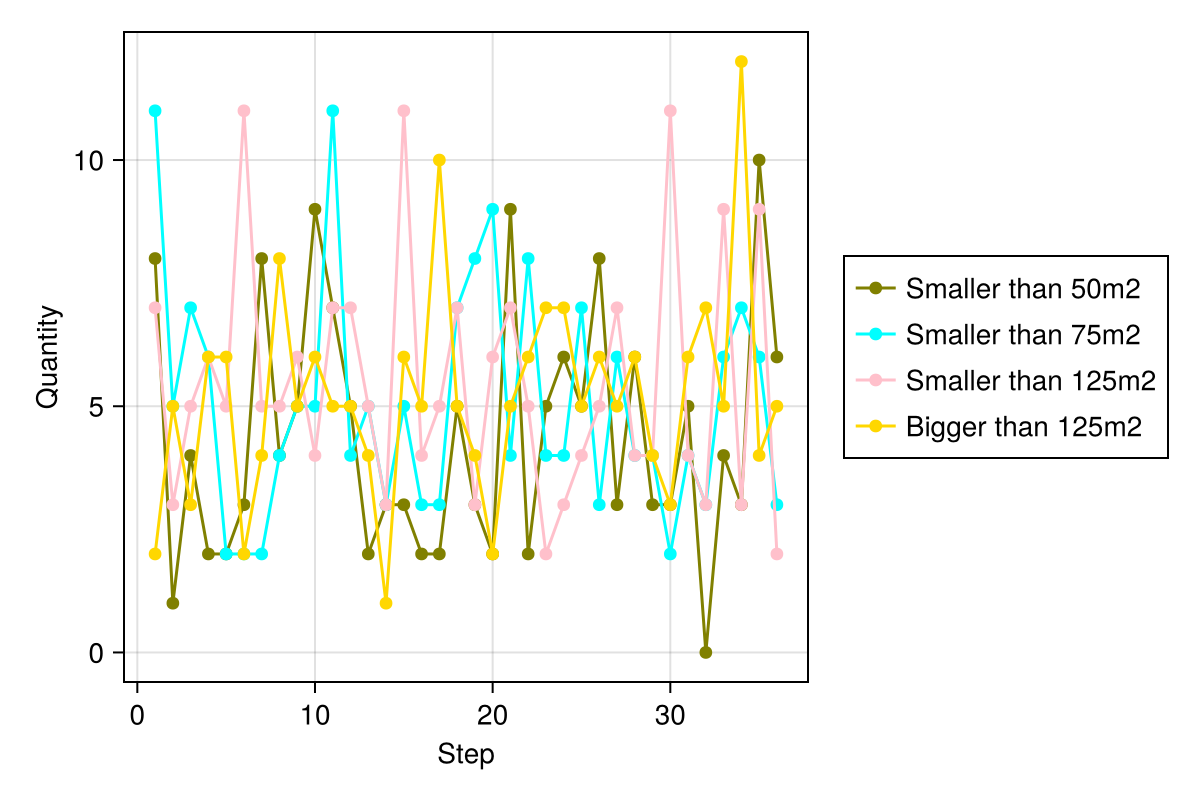 10
5
0
Quantity
0 10 20 30
Step
Smaller than 50m2
Smaller than 75m2
Smaller than 125m2
Bigger than 125m2